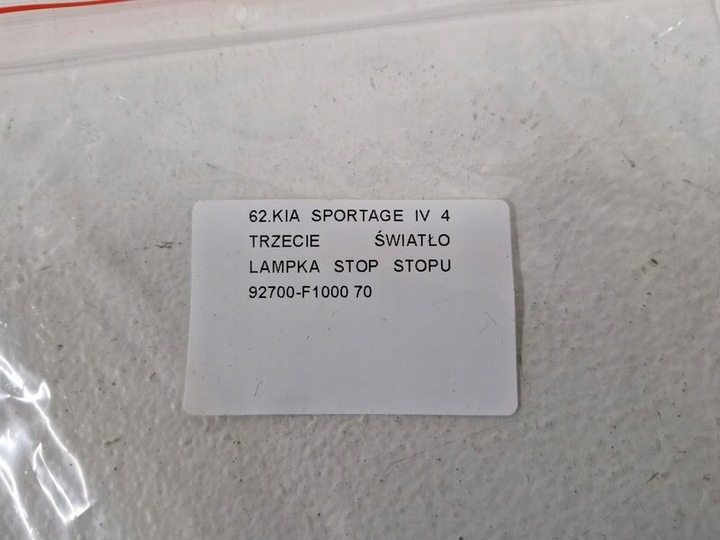 62.KIA SPORTAGE IV 4
TRZECIE ŚWIATŁO
LAMPKA STOP STOPU
92700-F1000 70